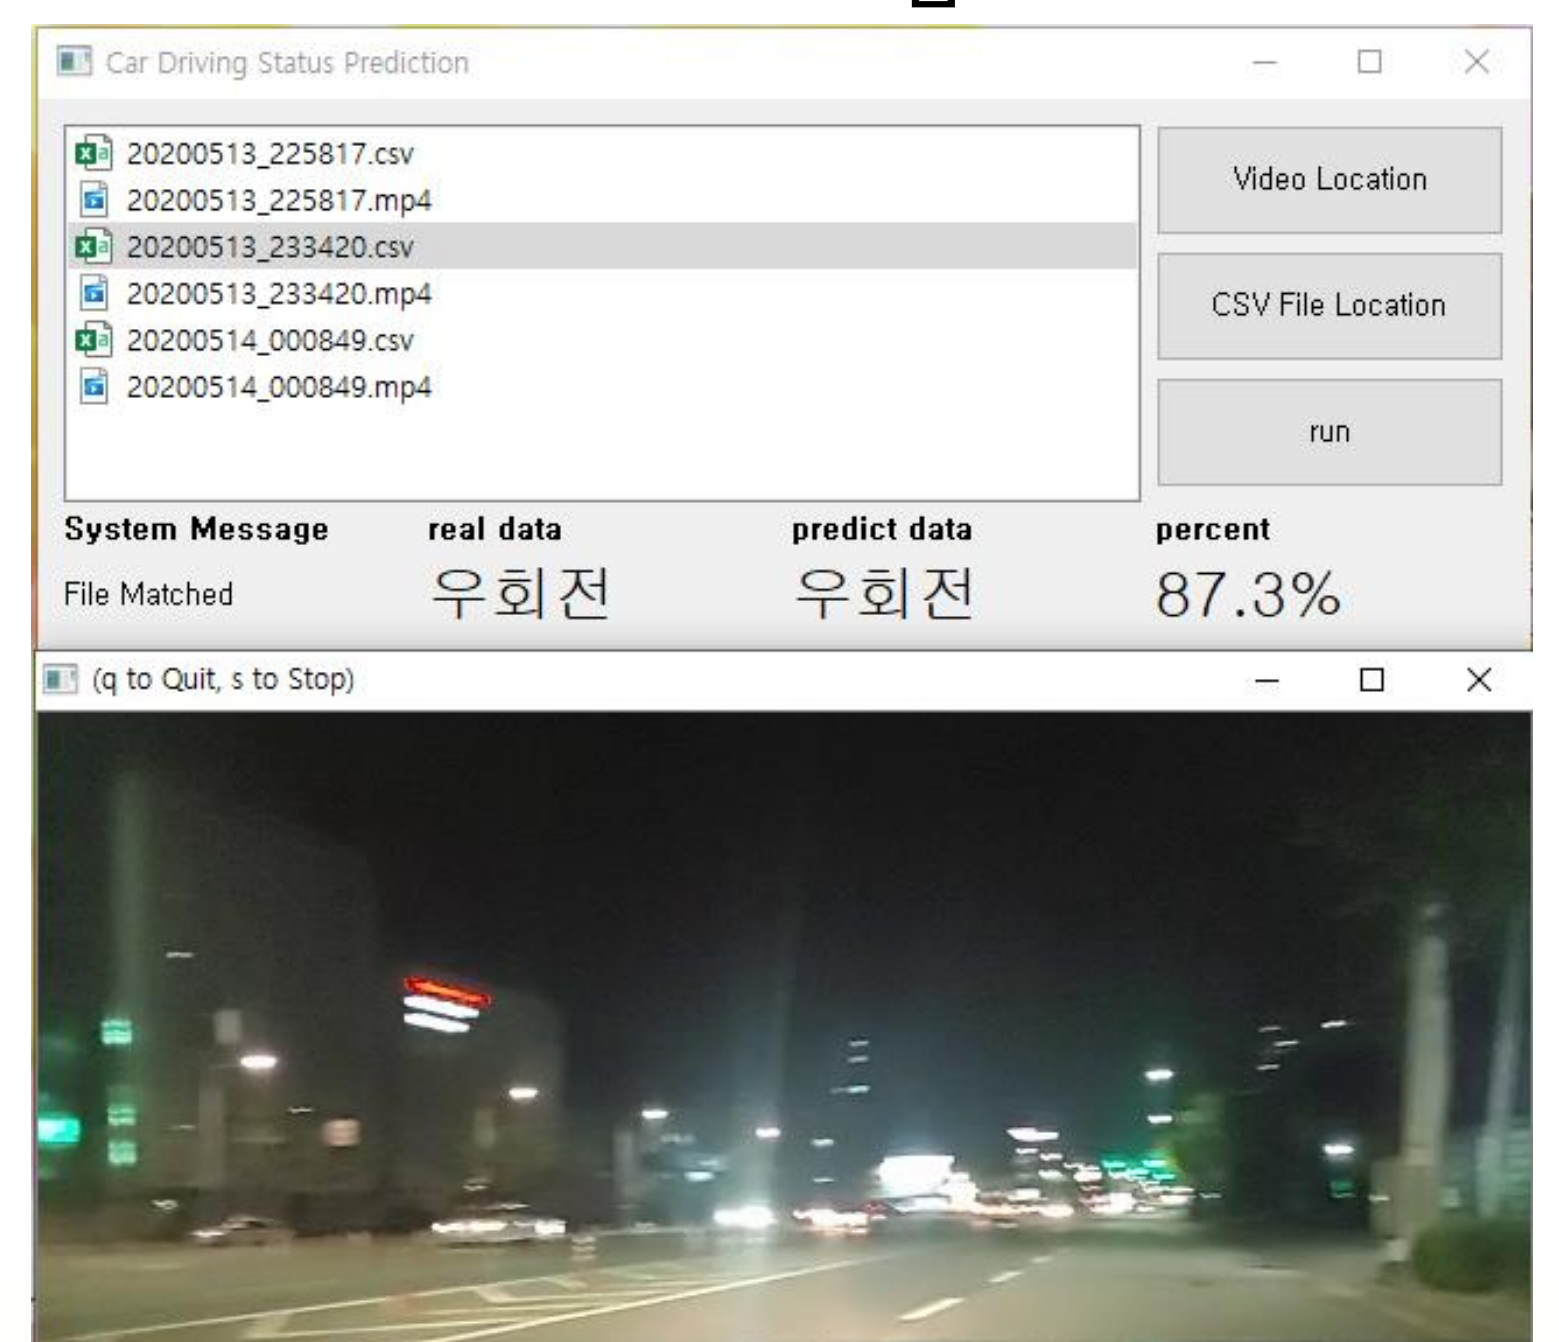 Car Driving Status Prediction
20200513_225817.csv
20200513_225817.mp4
20200513_233420.csv
20200513_233420.mp4
20200514_000849.csv
20200514_000849.mp4
Video Location
CSV File Location
run
System Message real data predict data percent
File Matched 우회전 우회전 87.3%
(q to Quit, s to Stop)